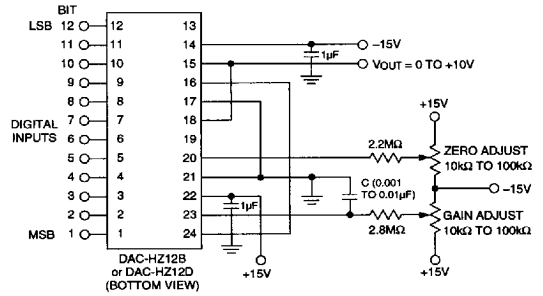 BIT
LSB 12 12 13
11 11 14 −15V
1µF
10 10 15 VOUT = 0 TO +10V
9 9 16
8 8 17 +15V
DIGITAL INPUTS
7 7 18
6 6 19 2.2MΩ ZERO ADJUST
5 5 20 10kΩ TO 100kΩ
4 4 21 C (0.001
3 3 22 TO 0.01µF) −15V
1µF
2 2 23 GAIN ADJUST
2.8MΩ 10kΩ TO 100kΩ
MSB 1 1 24
DAC-HZ12B +15V +15V
or DAC-HZ12D
(BOTTOM VIEW)